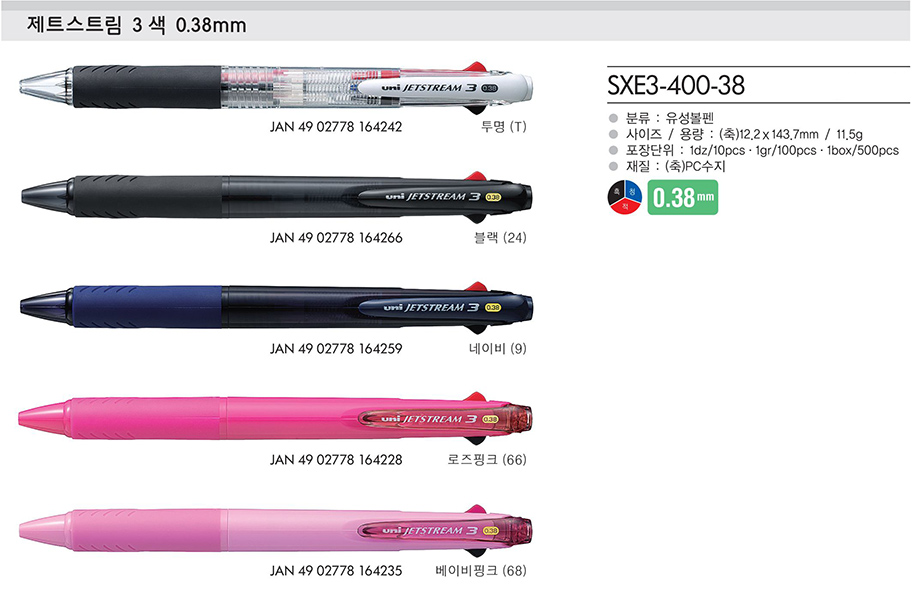 제트스트림 3색 0.38mm
uni JETSTREAM 3 0.38
JAN 49 02778 164242 투명 (T)
uni JETSTREAM 3 0.38
JAN 49 02778 164266 블랙 (24)
uni JETSTREAM 3 0.38
JAN 49 02778 164259 네이비 (9)
uni JETSTREAM 3 0.38
JAN 49 02778 164228 로즈핑크 (66)
uni JETSTREAM 3 0.38
JAN 49 02778 164235 베이비핑크 (68)
SXE3-400-38
분류 : 유성볼펜
사이즈 / 용량 : (축)12.2 x 143.7mm / 11.5g
포장단위 : 1dz/10pcs · 1gr/100pcs · 1box/500pcs
재질 : (축)PC수지
흑 청
적
0.38 mm